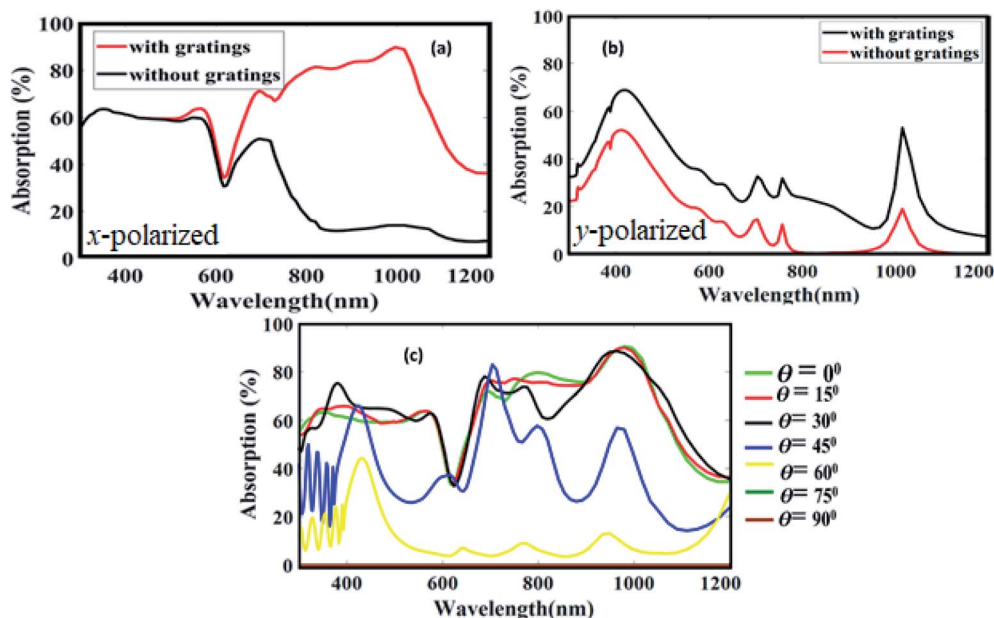 100
80
60
40
20
0
Absorption (%)
with gratings
without gratings
(a)
x-polarized
400 600 800 1000 1200
Wavelength(nm)
100
80
60
40
20
0
Absorption (%)
(b)
with gratings
without gratings
y-polarized
400 600 800 1000 1200
Wavelength(nm)
100
80
60
40
20
0
Absorption (%)
(c)
400 600 800 1000 1200
Wavelength(nm)
θ = 0⁰
θ = 15⁰
θ = 30⁰
θ = 45⁰
θ = 60⁰
θ = 75⁰
θ = 90⁰